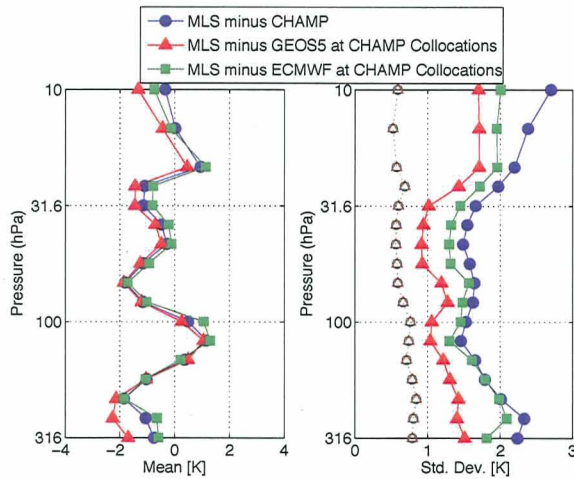 MLS minus CHAMP
MLS minus GEOS5 at CHAMP Collocations
MLS minus ECMWF at CHAMP Collocations
10
31.6
100
316
Pressure (hPa)
−4
−2
0
2
4
Mean [K]
10
31.6
100
316
Pressure (hPa)
0
1
2
3
Std. Dev. [K]